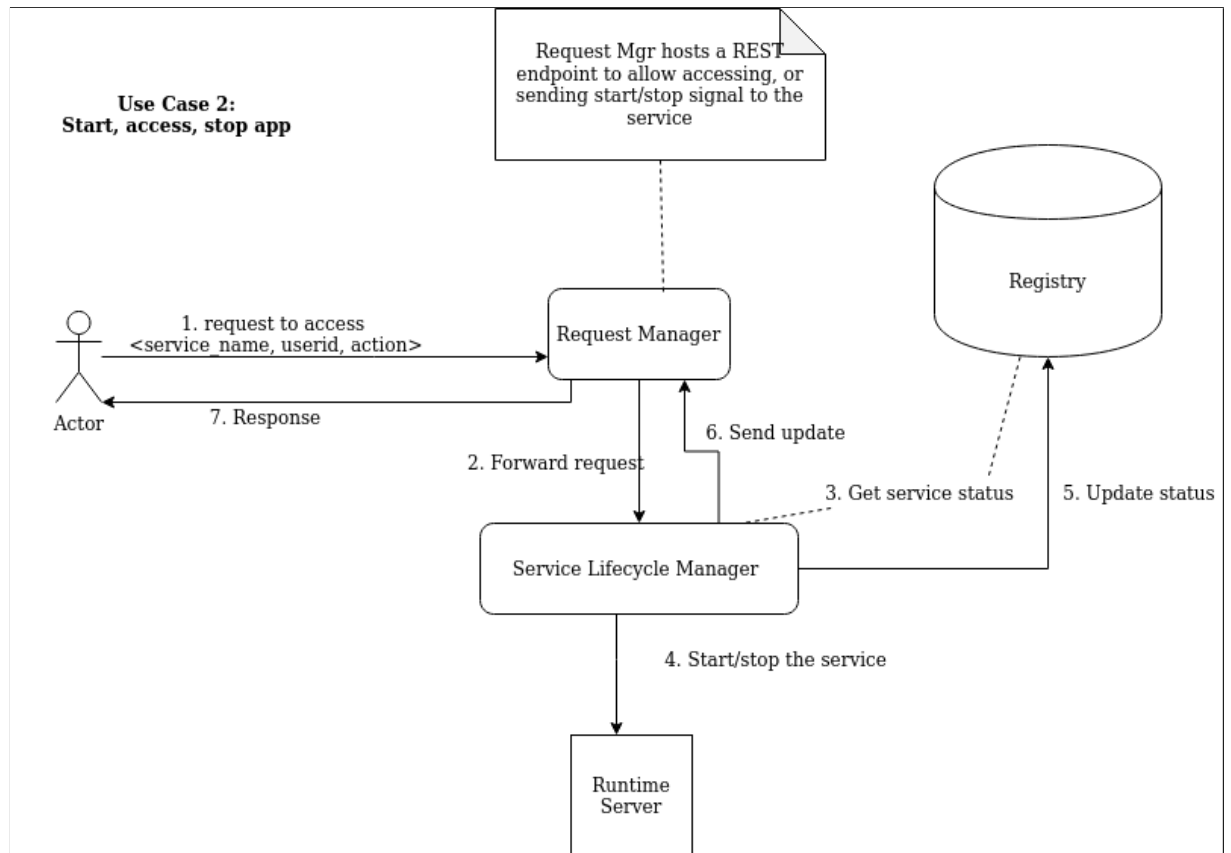 Request Mgr hosts a REST
endpoint to allow accessing, or
sending start/stop signal to the
service
Use Case 2:
Start, access, stop app
Registry
1. request to access
<service_name, userid, action>
Request Manager
Actor
7. Response
6. Send update
2. Forward request
3. Get service status
5. Update status
Service Lifecycle Manager
4. Start/stop the service
Runtime
Server